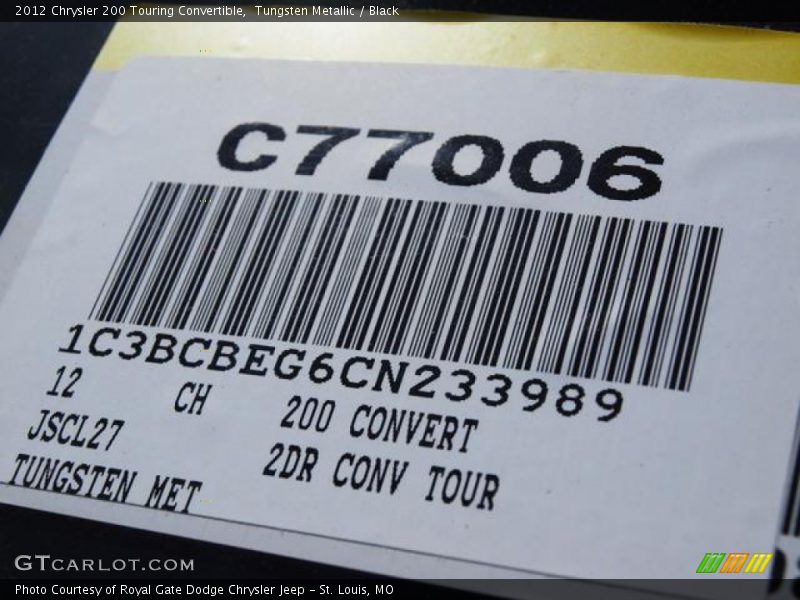 2012 Chrysler 200 Touring Convertible, Tungsten Metallic / Black
C77006
1C3BCBEG6CN233989
12 CH 200 CONVERT
JSCL27 2DR CONV TOUR
TUNGSTEN MET
GTCARLOT.COM
Photo Courtesy of Royal Gate Dodge Chrysler Jeep – St. Louis, MO